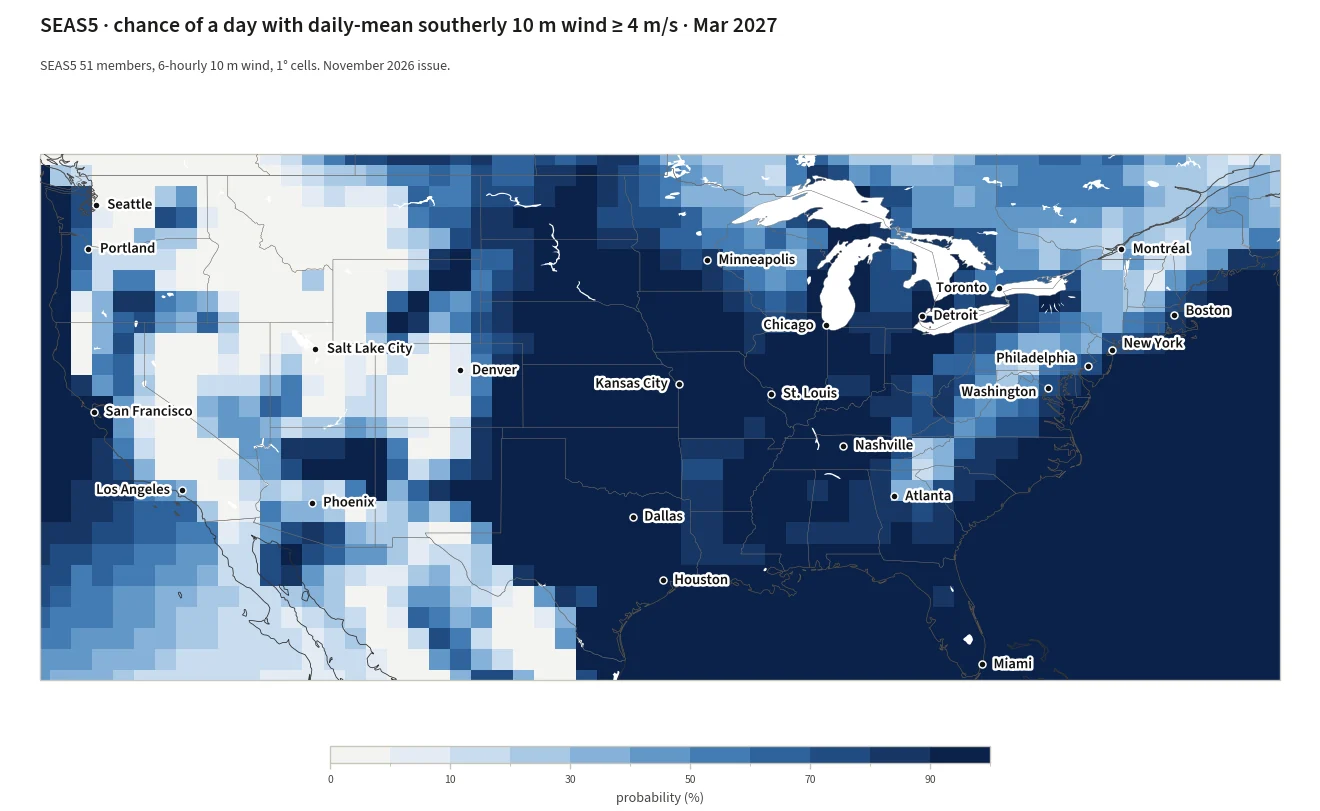 SEAS5 · chance of a day with daily-mean southerly 10 m wind ≥ 4 m/s · Mar 2027
SEAS5 51 members, 6-hourly 10 m wind, 1° cells. November 2026 issue.
Seattle
Portland
Montréal
Minneapolis
Toronto
Boston
Detroit
Chicago
New York
Salt Lake City
Philadelphia
Denver
Kansas City
Washington
St. Louis
San Francisco
Nashville
Los Angeles
Atlanta
Phoenix
Dallas
Houston
Miami
0 10 30 50 70 90
probability (%)